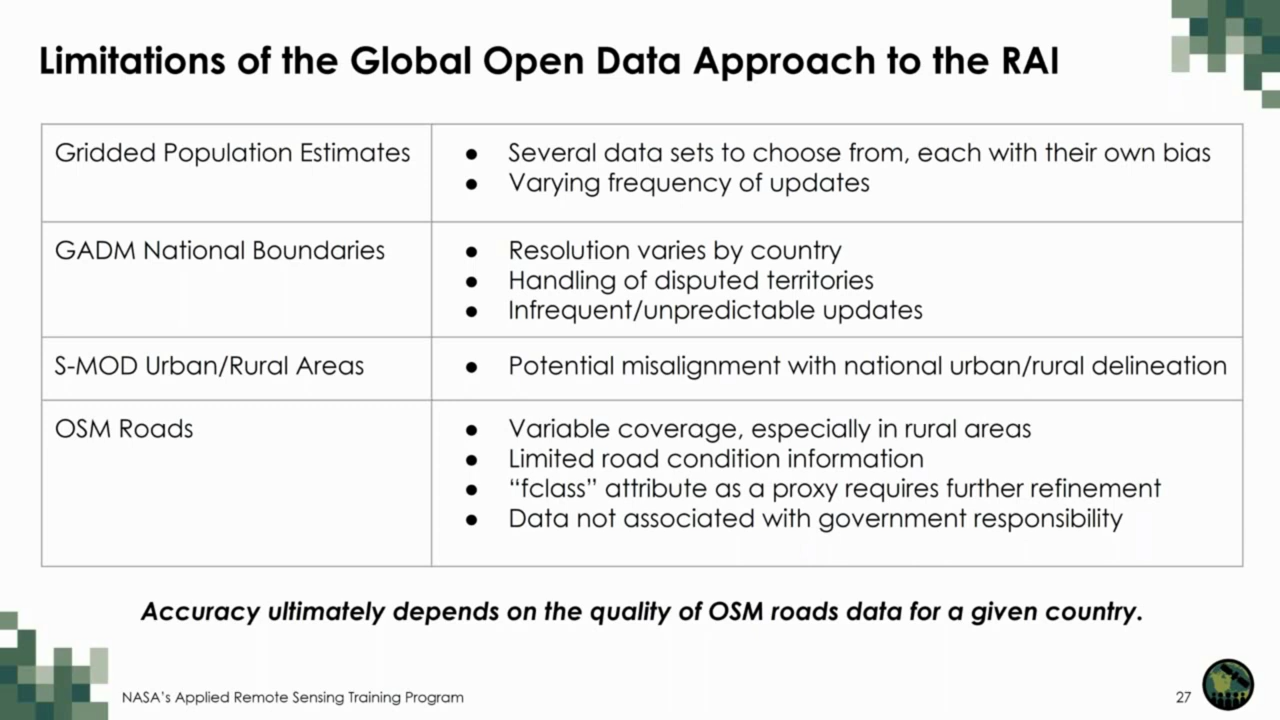 Limitations of the Global Open Data Approach to the RAI
Gridded Population Estimates
● Several data sets to choose from, each with their own bias
● Varying frequency of updates
GADM National Boundaries
● Resolution varies by country
● Handling of disputed territories
● Infrequent/unpredictable updates
S-MOD Urban/Rural Areas
● Potential misalignment with national urban/rural delineation
OSM Roads
● Variable coverage, especially in rural areas
● Limited road condition information
● “fclass” attribute as a proxy requires further refinement
● Data not associated with government responsibility
Accuracy ultimately depends on the quality of OSM roads data for a given country.
NASA’s Applied Remote Sensing Training Program
27